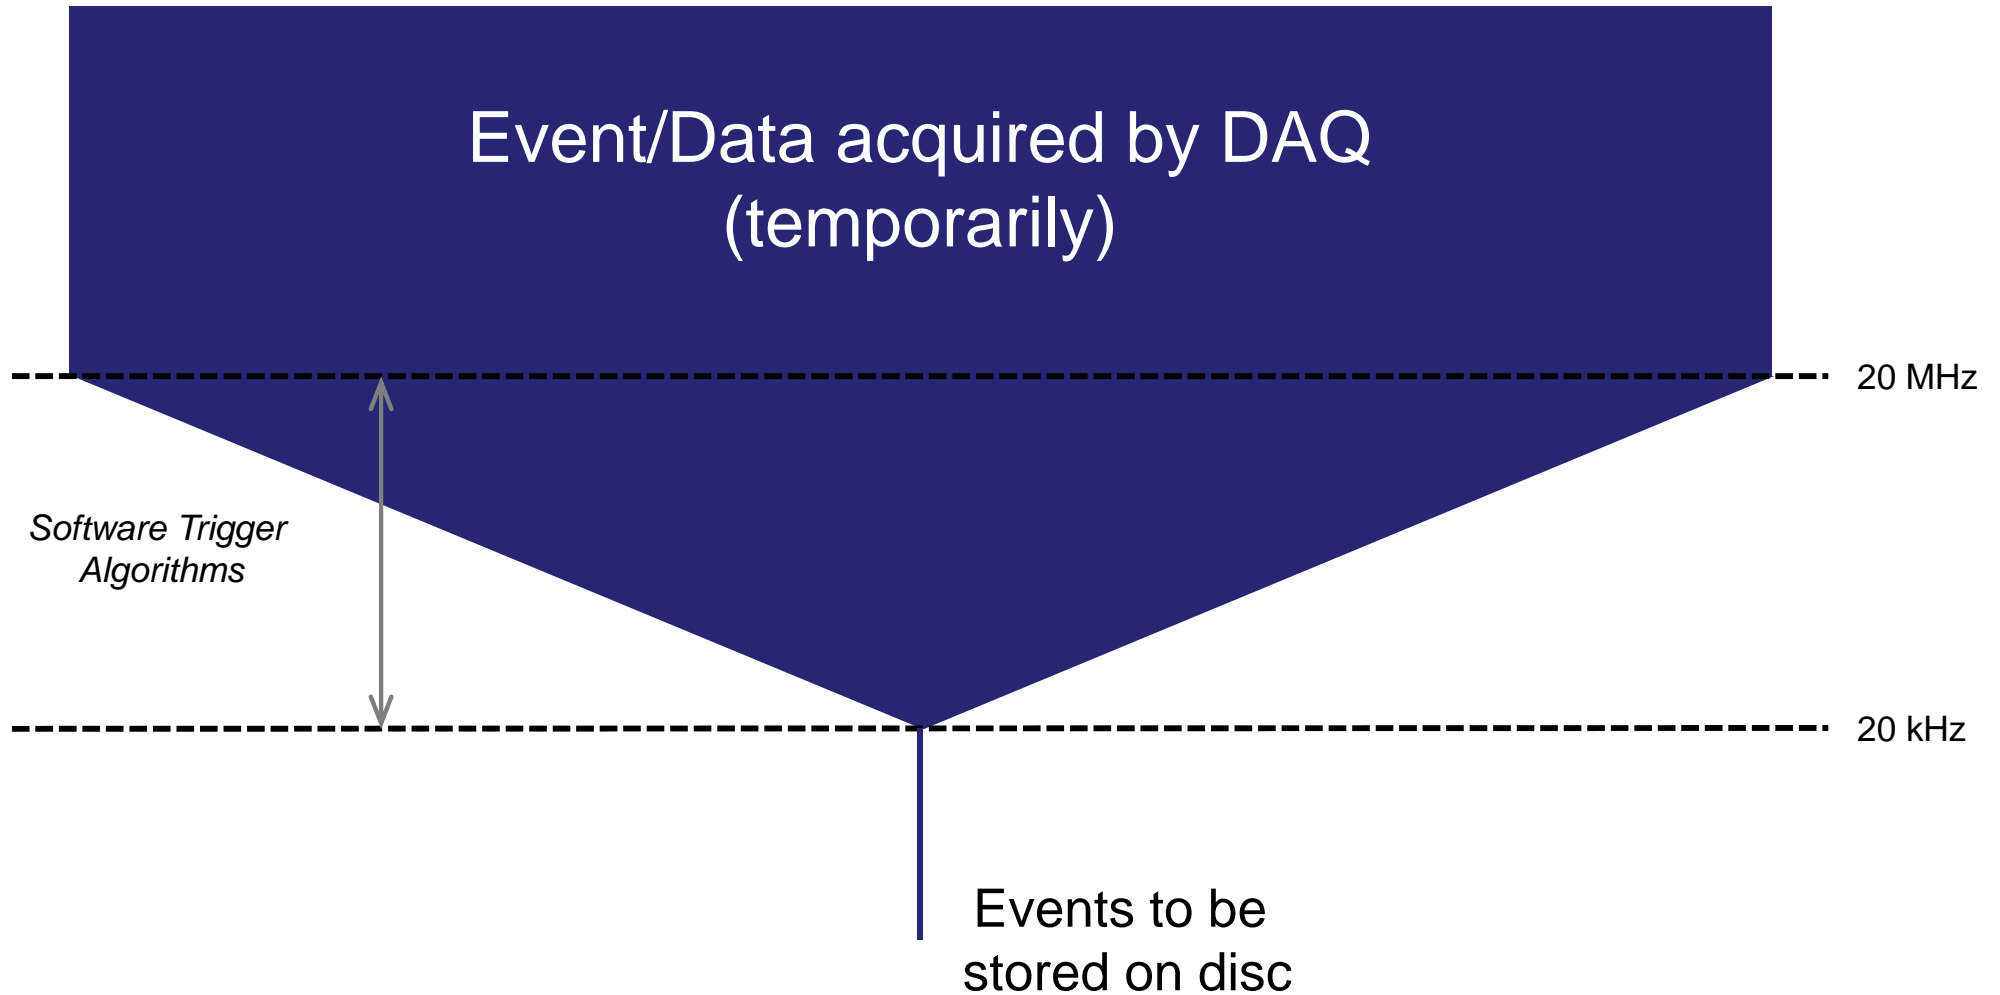 Event/Data acquired by DAQ
(temporarily)
20 MHz
Software Trigger
Algorithms
20 kHz
Events to be
stored on disc